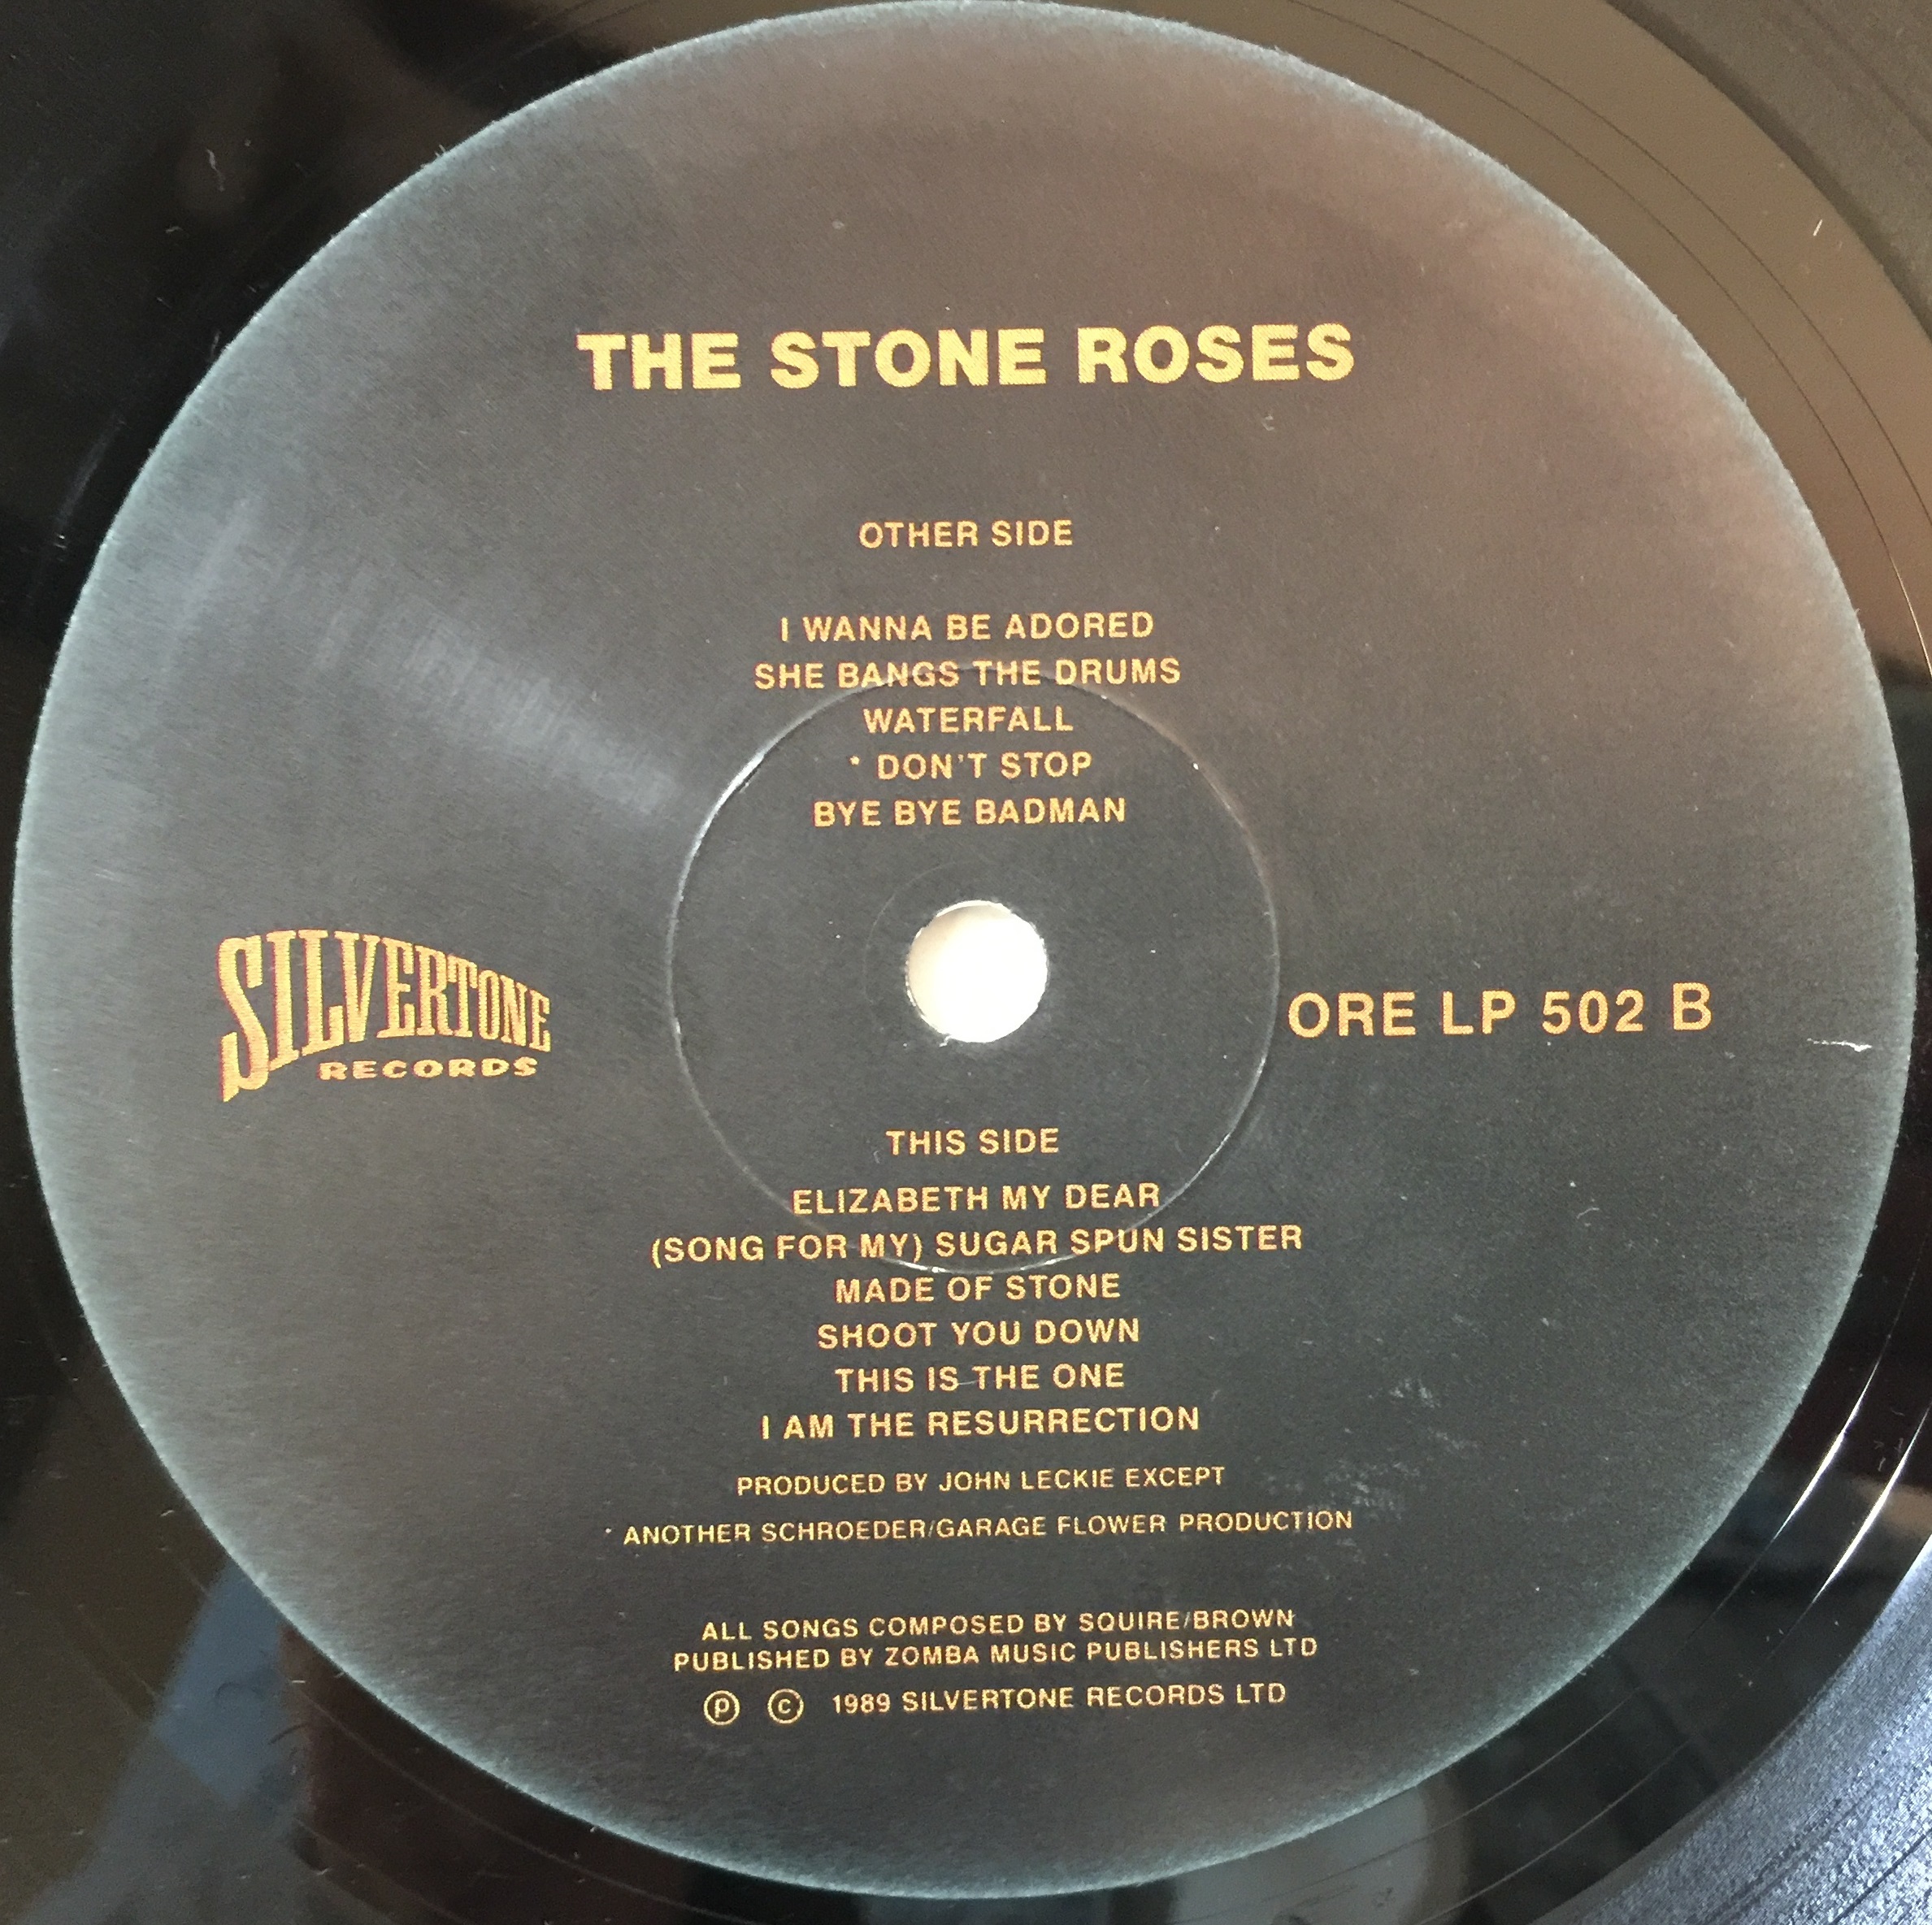 THE STONE ROSES
OTHER SIDE
I WANNA BE ADORED
SHE BANGS THE DRUMS
WATERFALL
* DON'T STOP
BYE BYE BADMAN
SILVERTONE
RECORDS
ORE LP 502 B
THIS SIDE
ELIZABETH MY DEAR
(SONG FOR MY) SUGAR SPUN SISTER
MADE OF STONE
SHOOT YOU DOWN
THIS IS THE ONE
I AM THE RESURRECTION
PRODUCED BY JOHN LECKIE EXCEPT
* ANOTHER SCHROEDER/GARAGE FLOWER PRODUCTION
ALL SONGS COMPOSED BY SQUIRE/BROWN
PUBLISHED BY ZOMBA MUSIC PUBLISHERS LTD
℗ © 1989 SILVERTONE RECORDS LTD